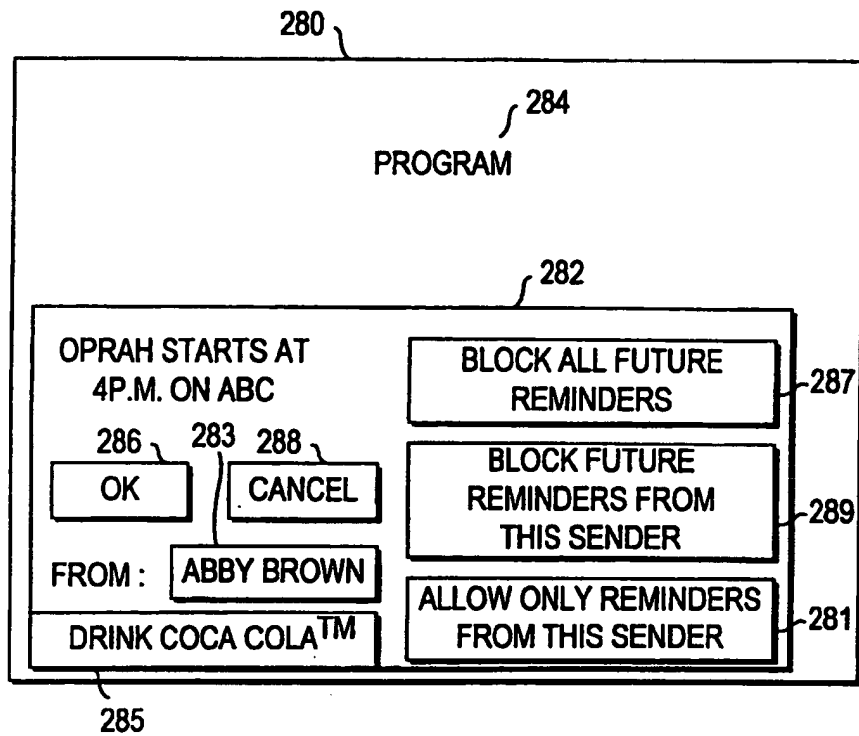 280
284
PROGRAM
282
OPRAH STARTS AT
4P.M. ON ABC
286
283
288
OK
CANCEL
FROM :
ABBY BROWN
DRINK COCA COLA™
285
BLOCK ALL FUTURE
REMINDERS
287
BLOCK FUTURE
REMINDERS FROM
THIS SENDER
289
ALLOW ONLY REMINDERS
FROM THIS SENDER
281